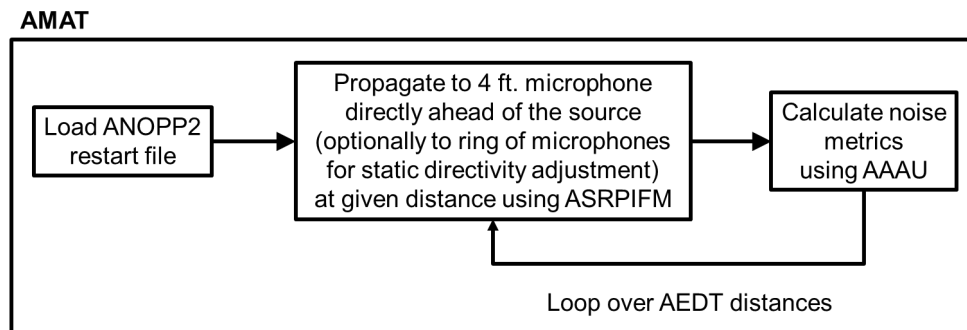 AMAT
Load ANOPP2
restart file
Propagate to 4 ft. microphone
directly ahead of the source
(optionally to ring of microphones
for static directivity adjustment)
at given distance using ASRPIFM
Calculate noise
metrics
using AAAU
Loop over AEDT distances